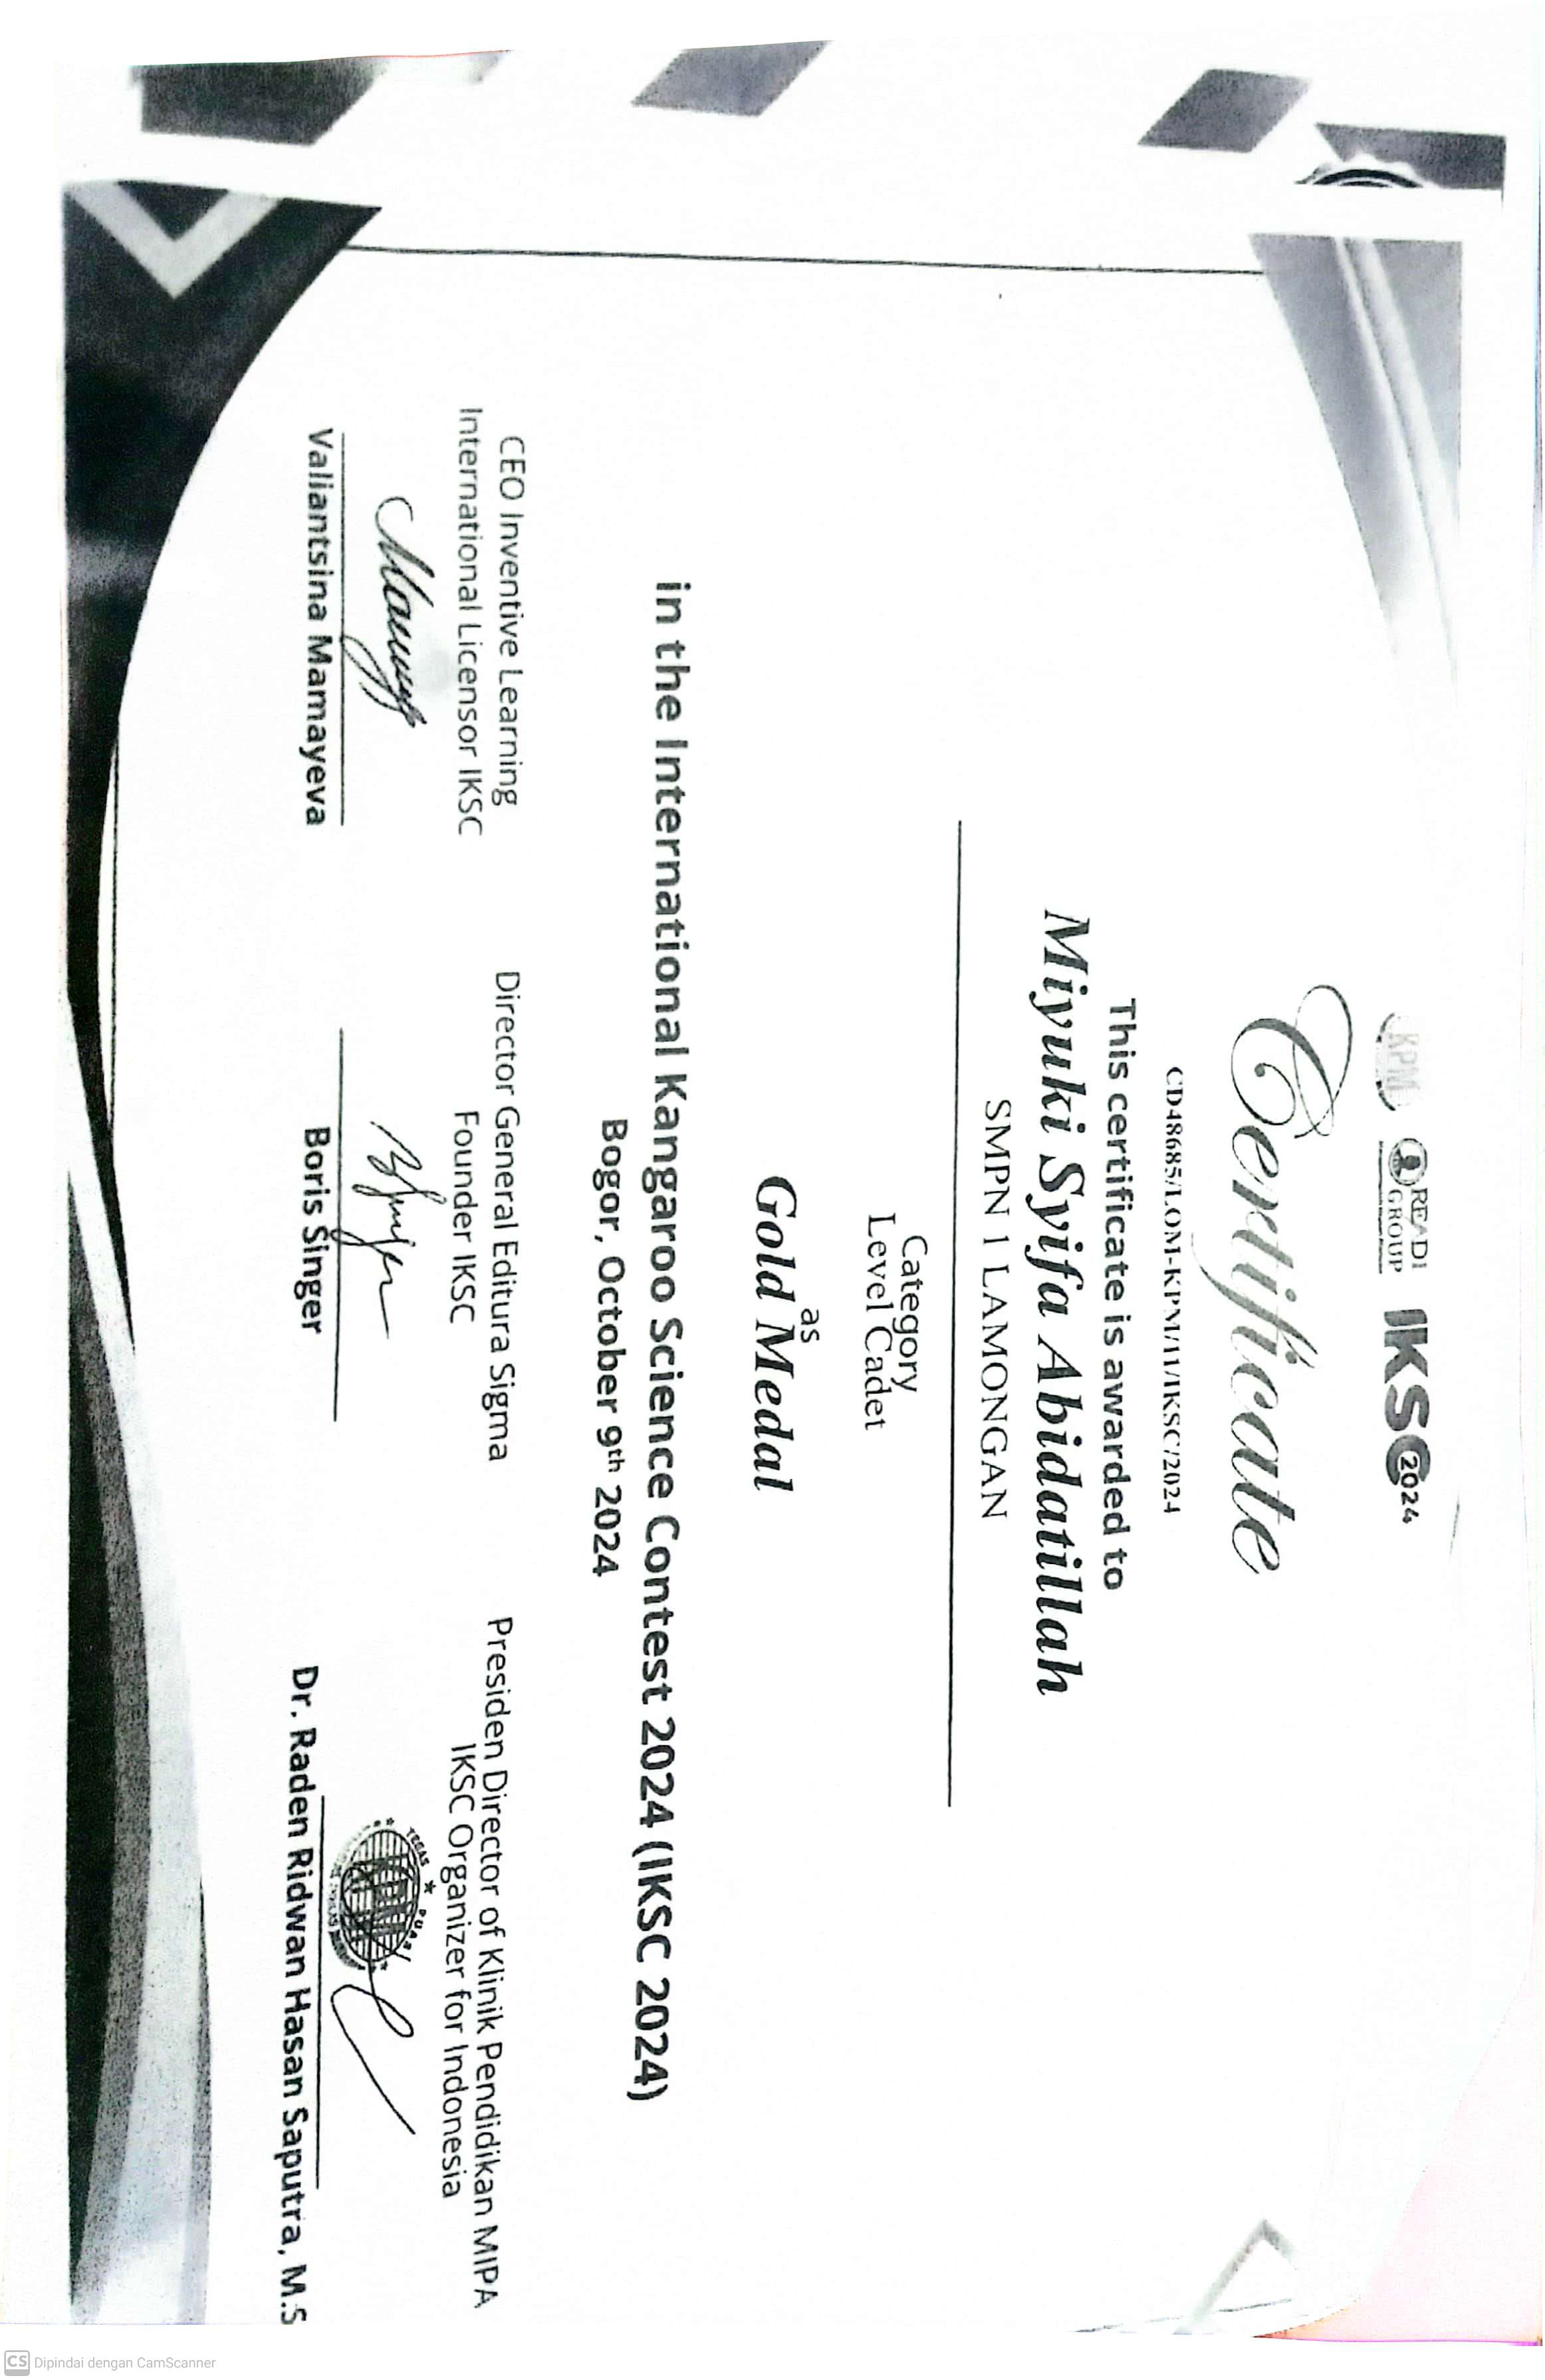 KPM
READI
GROUP
IKSC 2024
Certificate
CD48685/LOM-KPM/11/IKSC/2024
This certificate is awarded to
Miyuki Syifa Abidatillah
SMPN 1 LAMONGAN
Category
Level Cadet
as
Gold Medal
in the International Kangaroo Science Contest 2024 (IKSC 2024)
Bogor, October 9th 2024
CEO Inventive Learning
International Licensor IKSC
Valiantsina Mamayeva
Director General Editura Sigma
Founder IKSC
Boris Singer
Presiden Director of Klinik Pendidikan MIPA
IKSC Organizer for Indonesia
TEGAS
KPM
Dr. Raden Ridwan Hasan Saputra, M.S
CS Dipindai dengan CamScanner